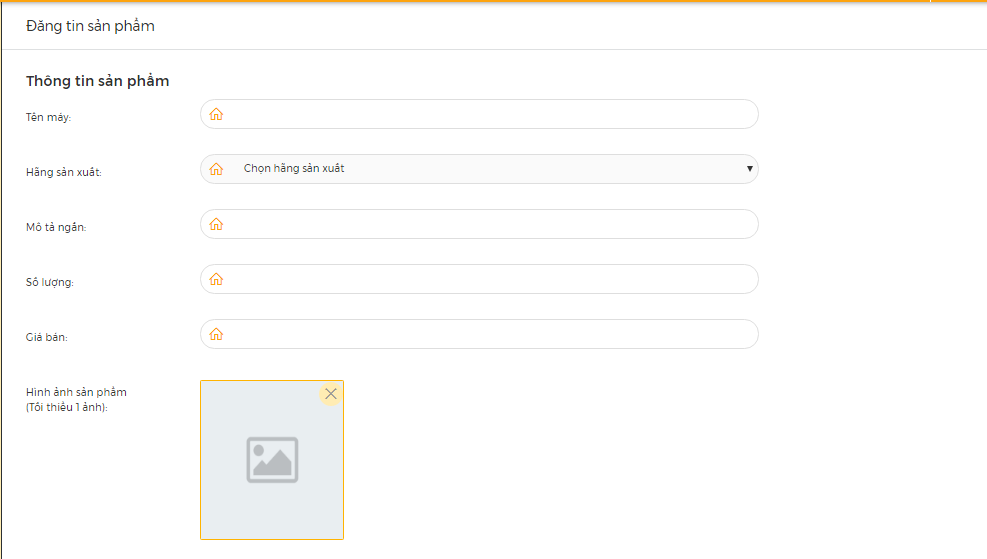 Đăng tin sản phẩm
Thông tin sản phẩm
Tên máy:
Hãng sản xuất:
Chọn hãng sản xuất
Mô tả ngắn:
Số lượng:
Giá bán:
Hình ảnh sản phẩm
(Tối thiểu 1 ảnh):